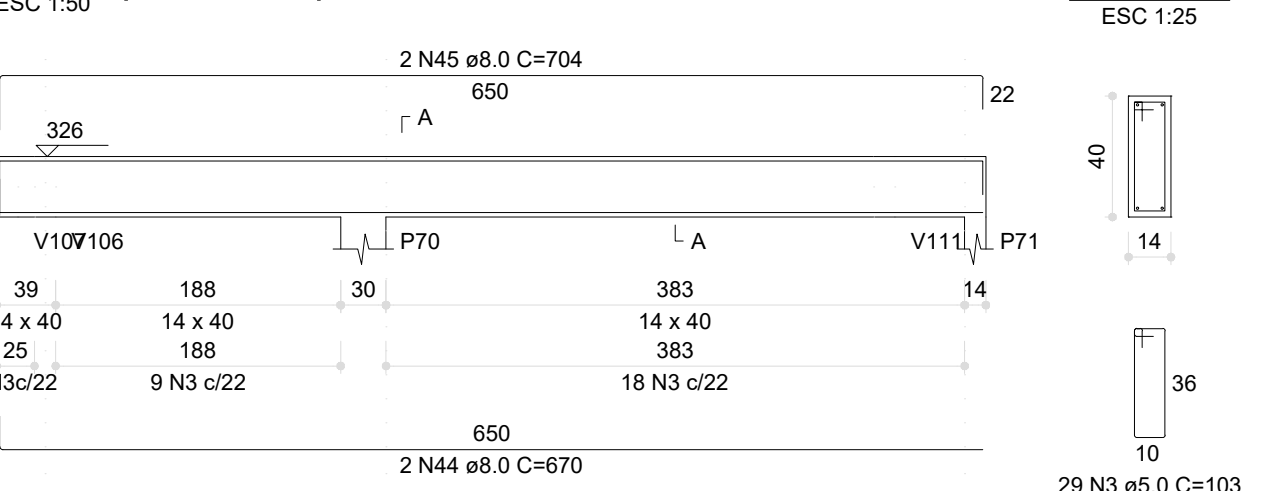 ESC 1:50
ESC 1:25
2 N45 ø8.0 C=704
650
22
A
326
40
V107
V106
P70
A
V111
P71
14
39
188
30
383
14
4 x 40
14 x 40
14 x 40
25
188
383
N3c/22
9 N3 c/22
18 N3 c/22
36
650
10
2 N44 ø8.0 C=670
29 N3 ø5.0 C=103